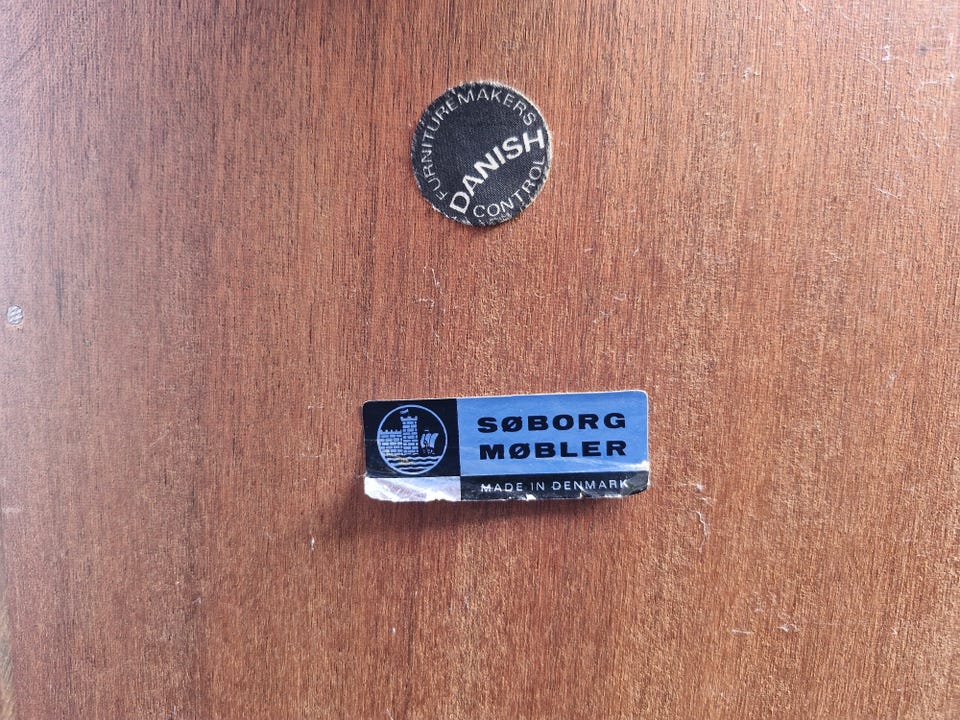 FURNITUREMAKERS
DANISH
CONTROL
SØBORG
MØBLER
MADE IN DENMARK